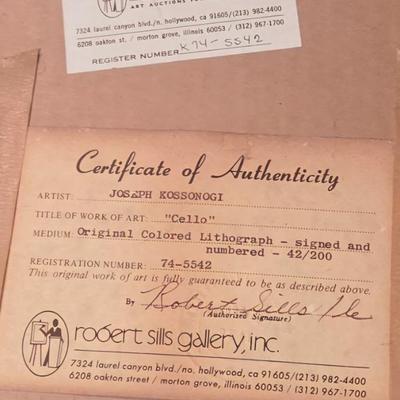 ART AUCTIONS FO
7324 laurel canyon blvd./n. hollywood, ca 91605/(213) 982-4400
6208 oakton st. / morton grove, illinois 60053 / (312) 967-1700
REGISTER NUMBER K74-5542
Certificate of Authenticity
ARTIST: JOSEPH KOSSONOGI
TITLE OF WORK OF ART: "Cello"
MEDIUM: Original Colored Lithograph - signed and
numbered - 42/200
REGISTRATION NUMBER: 74-5542
This original work of art is fully guaranteed to be as described above.
By Robert Sills
(Authorized Signature)
robert sills gallery, inc.
7324 laurel canyon blvd./no. hollywood, ca 91605/(213) 982-4400
6208 oakton street / morton grove, illinois 60053 / (312) 967-1700